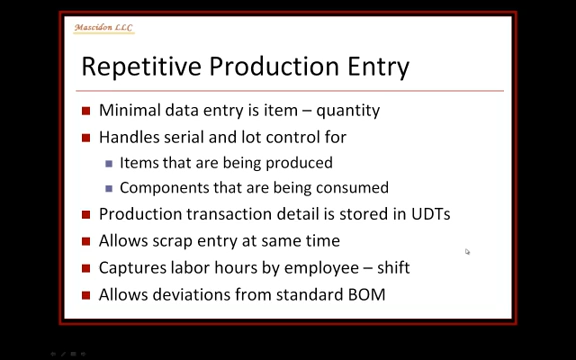 Mascidon LLC
Repetitive Production Entry
Minimal data entry is item – quantity
Handles serial and lot control for
Items that are being produced
Components that are being consumed
Production transaction detail is stored in UDTs
Allows scrap entry at same time
Captures labor hours by employee – shift
Allows deviations from standard BOM